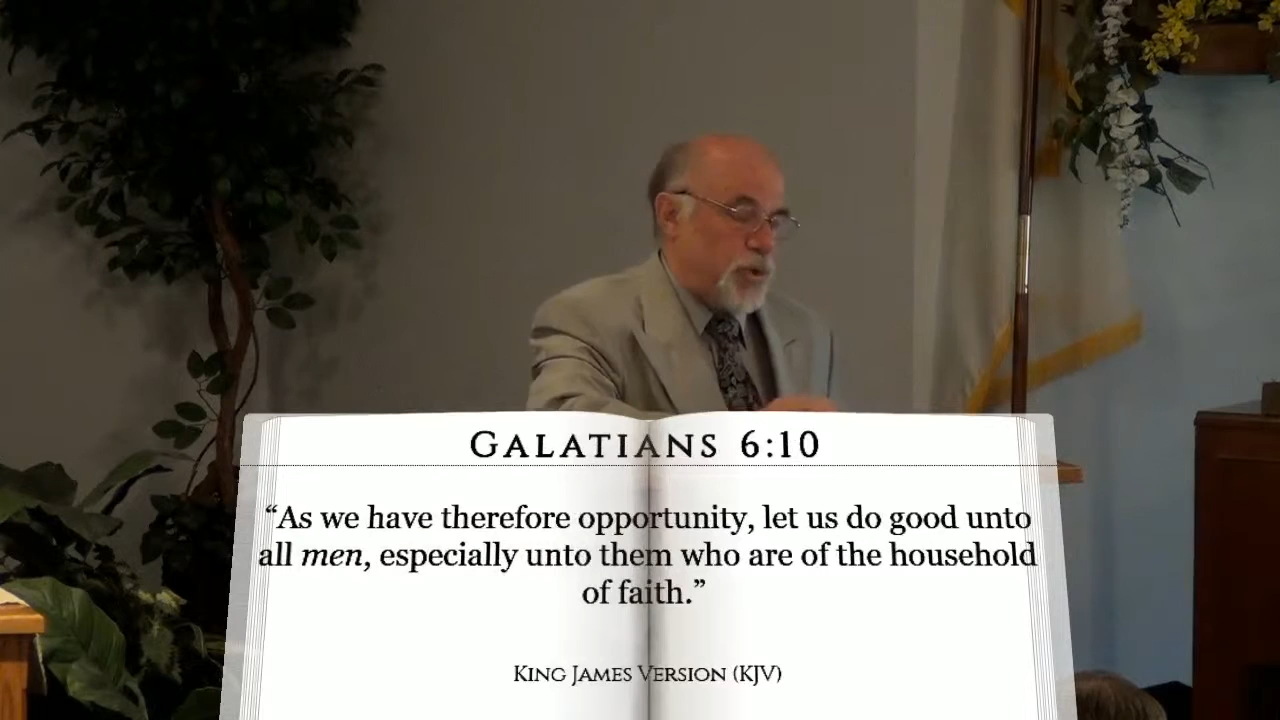 Galatians 6:10
“As we have therefore opportunity, let us do good unto
all men, especially unto them who are of the household
of faith.”
King James Version (KJV)